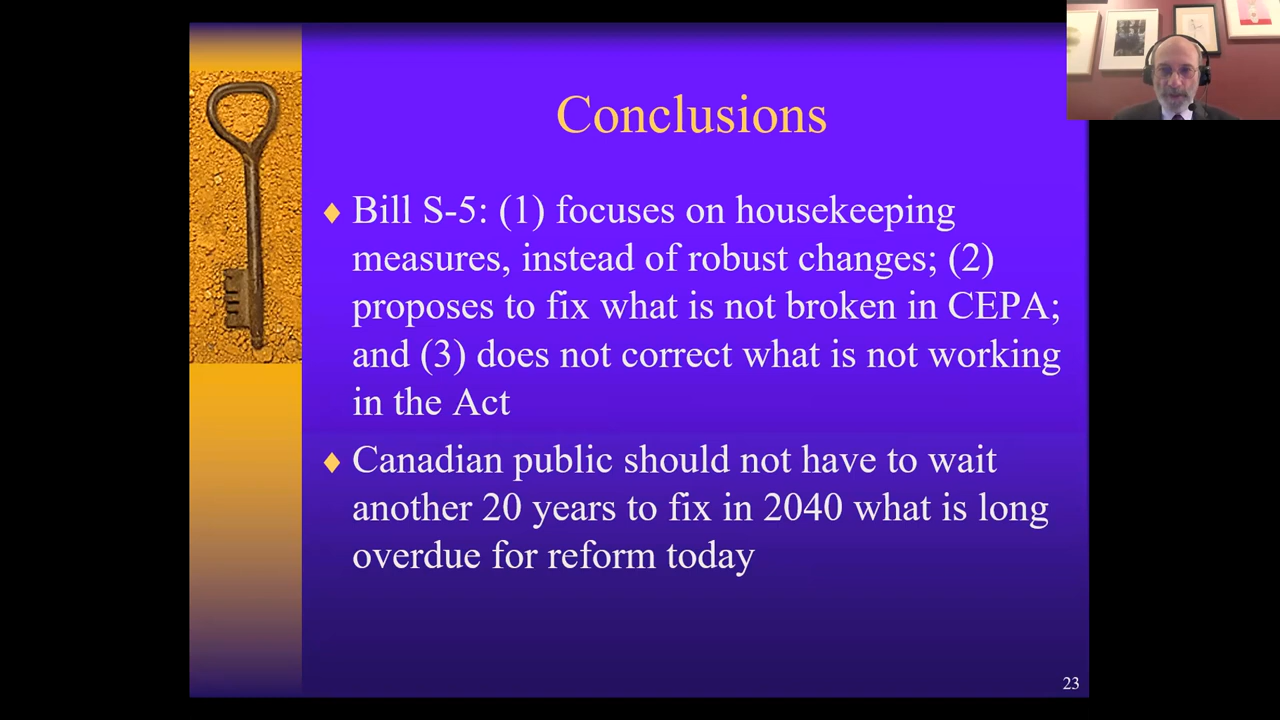 Conclusions
Bill S-5: (1) focuses on housekeeping
measures, instead of robust changes; (2)
proposes to fix what is not broken in CEPA;
and (3) does not correct what is not working
in the Act
Canadian public should not have to wait
another 20 years to fix in 2040 what is long
overdue for reform today
23